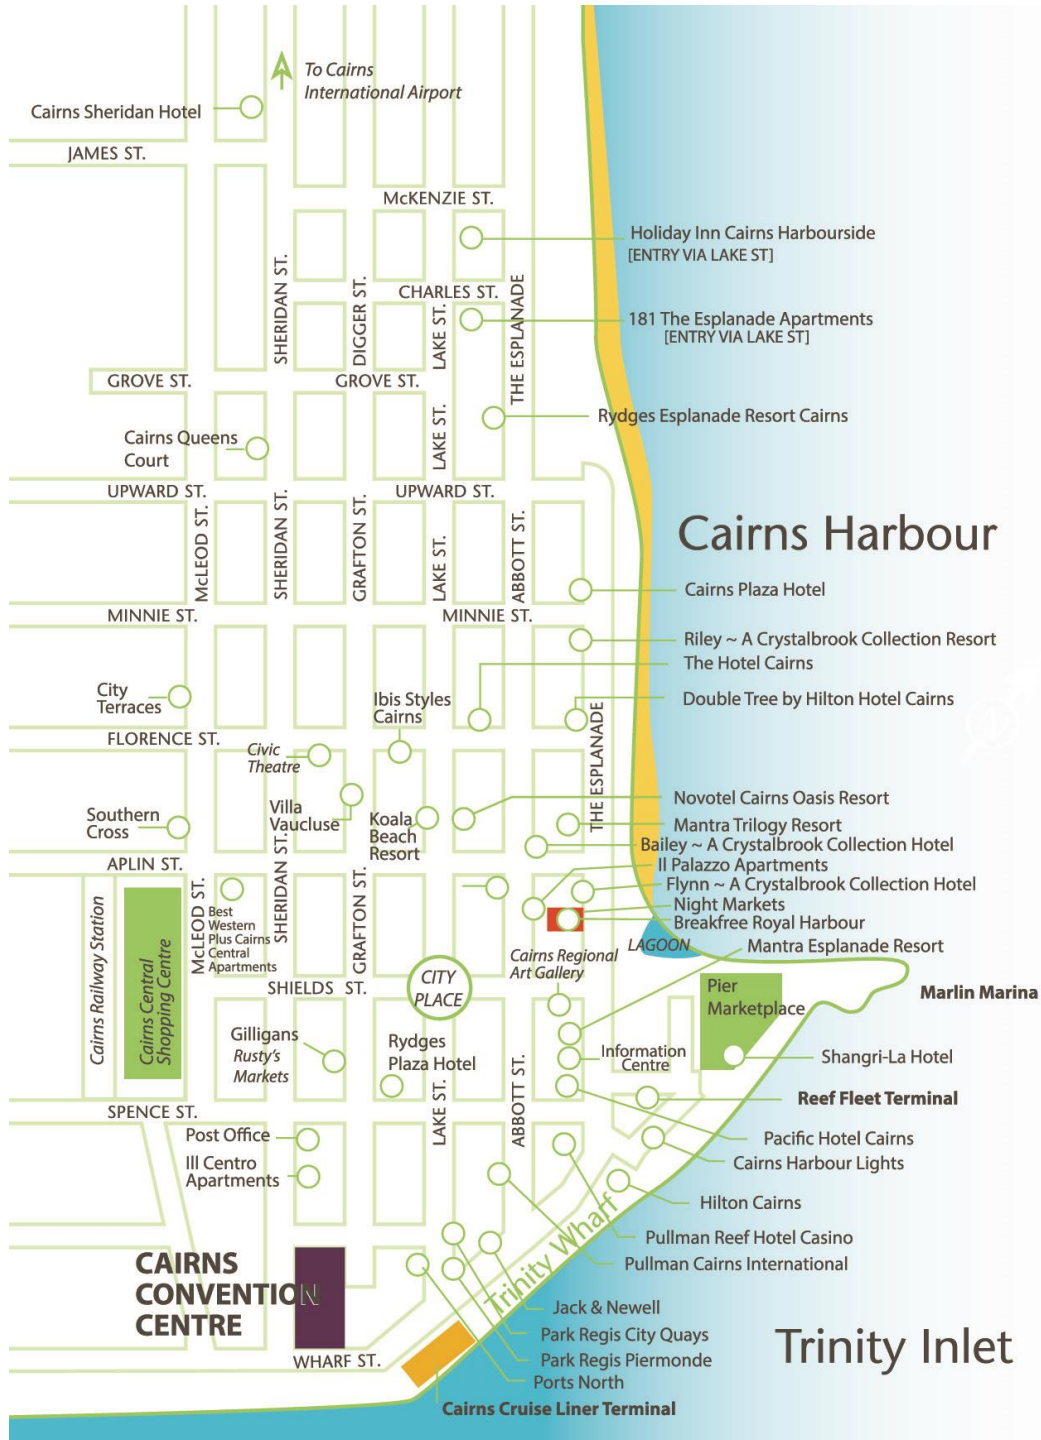 To Cairns
International Airport
Cairns Sheridan Hotel
JAMES ST.
McKENZIE ST.
Holiday Inn Cairns Harbourside
[ENTRY VIA LAKE ST]
SHERIDAN ST.
DIGGER ST.
CHARLES ST.
LAKE ST.
THE ESPLANADE
181 The Esplanade Apartments
[ENTRY VIA LAKE ST]
GROVE ST.
GROVE ST.
Rydges Esplanade Resort Cairns
LAKE ST.
Cairns Queens
Court
UPWARD ST.
UPWARD ST.
McLEOD ST.
SHERIDAN ST.
GRAFTON ST.
LAKE ST.
ABBOTT ST.
Cairns Harbour
Cairns Plaza Hotel
MINNIE ST.
MINNIE ST.
Riley ~ A Crystalbrook Collection Resort
The Hotel Cairns
City
Terraces
Ibis Styles
Cairns
Double Tree by Hilton Hotel Cairns
FLORENCE ST.
Civic
Theatre
THE ESPLANADE
Novotel Cairns Oasis Resort
Villa
Vaucluse
Koala
Beach
Resort
Southern
Cross
Mantra Trilogy Resort
Bailey ~ A Crystalbrook Collection Hotel
APLIN ST.
SHERIDAN ST.
Il Palazzo Apartments
Flynn ~ A Crystalbrook Collection Hotel
Night Markets
Breakfree Royal Harbour
Cairns Railway Station
Cairns Central
Shopping Centre
McLEOD ST.
Best
Western
Plus Cairns
Central
Apartments
GRAFTON ST.
LAGOON
Mantra Esplanade Resort
Cairns Regional
Art Gallery
CITY
PLACE
SHIELDS ST.
Pier
Marketplace
Marlin Marina
Gilligans
Rusty's
Markets
Rydges
Plaza Hotel
Information
Centre
Shangri-La Hotel
LAKE ST.
ABBOTT ST.
Reef Fleet Terminal
SPENCE ST.
Post Office
Pacific Hotel Cairns
Ill Centro
Apartments
Cairns Harbour Lights
Hilton Cairns
Trinity Wharf
Pullman Reef Hotel Casino
Pullman Cairns International
CAIRNS
CONVENTION
CENTRE
Jack & Newell
Park Regis City Quays
Park Regis Piermonde
Ports North
WHARF ST.
Trinity Inlet
Cairns Cruise Liner Terminal